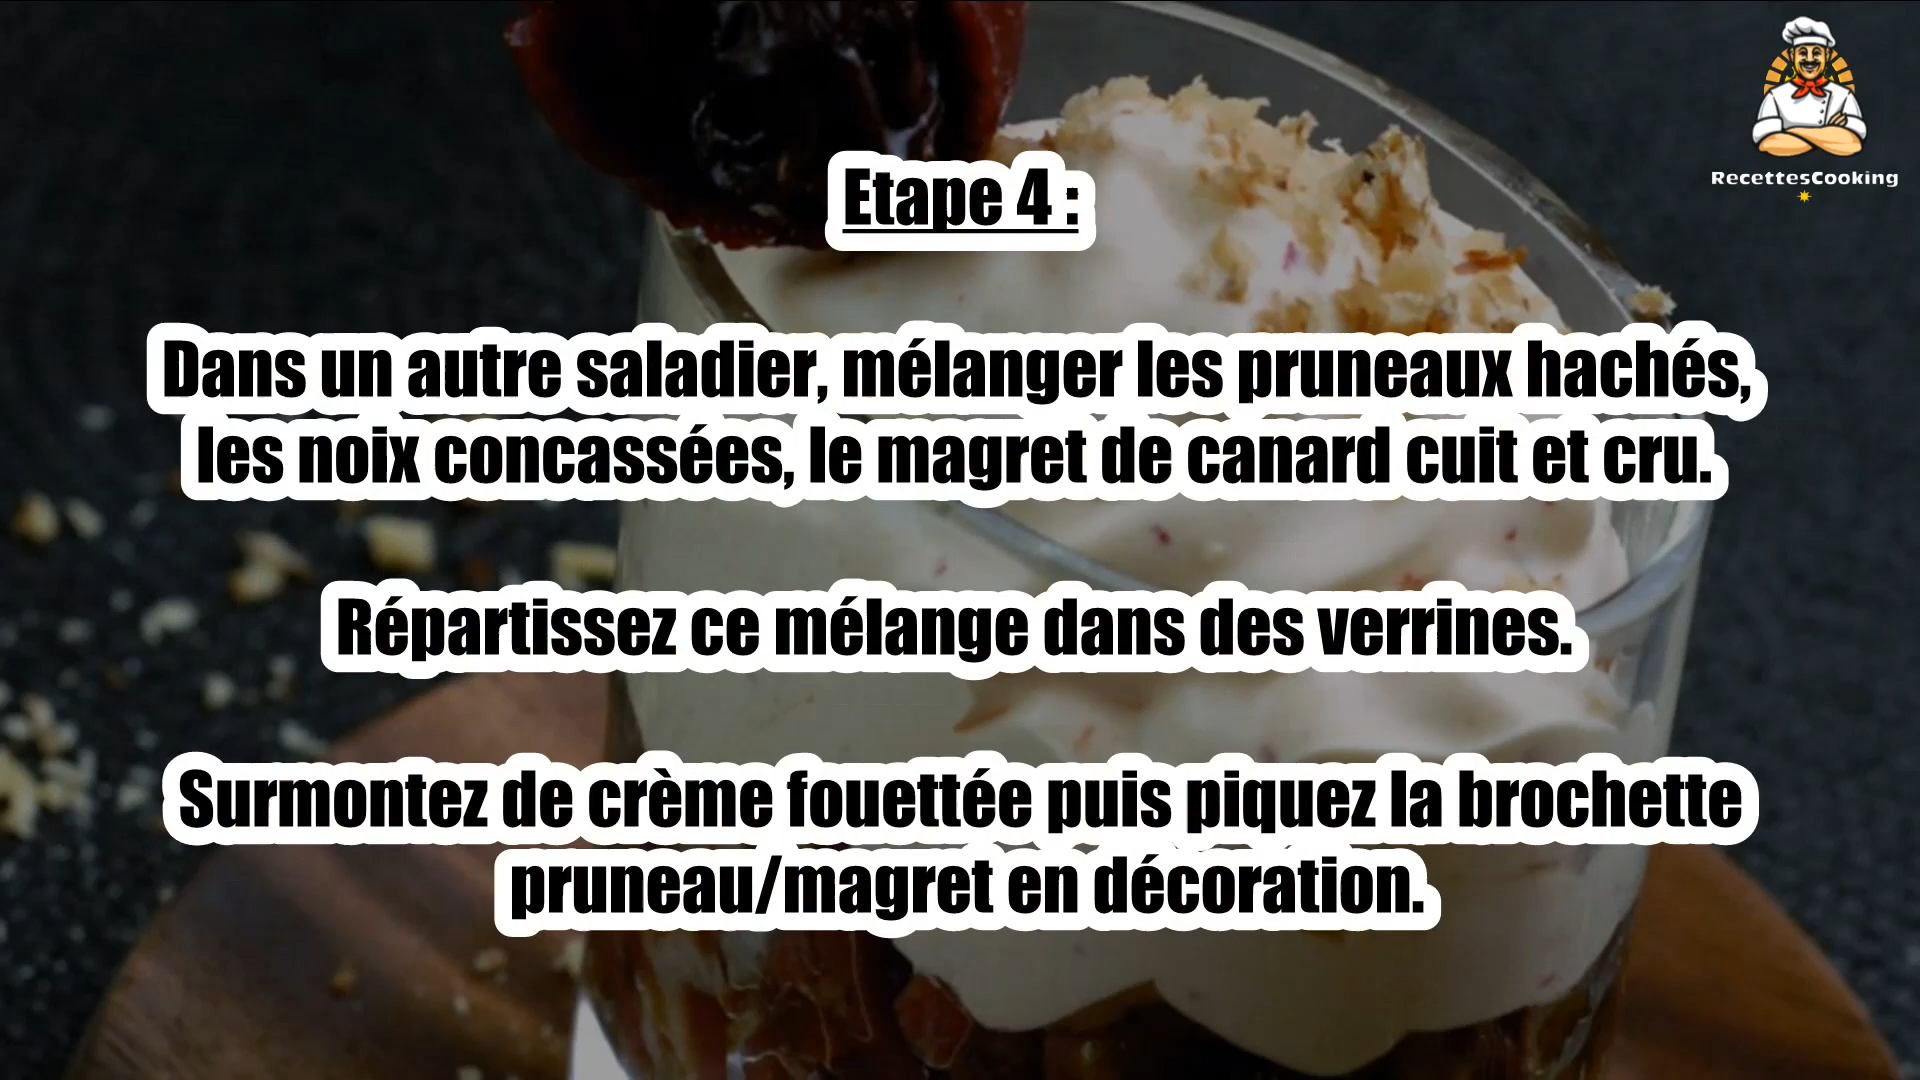 RecettesCooking
Etape 4 :
Dans un autre saladier, mélanger les pruneaux hachés,
les noix concassées, le magret de canard cuit et cru.
Répartissez ce mélange dans des verrines.
Surmontez de crème fouettée puis piquez la brochette
pruneau/magret en décoration.